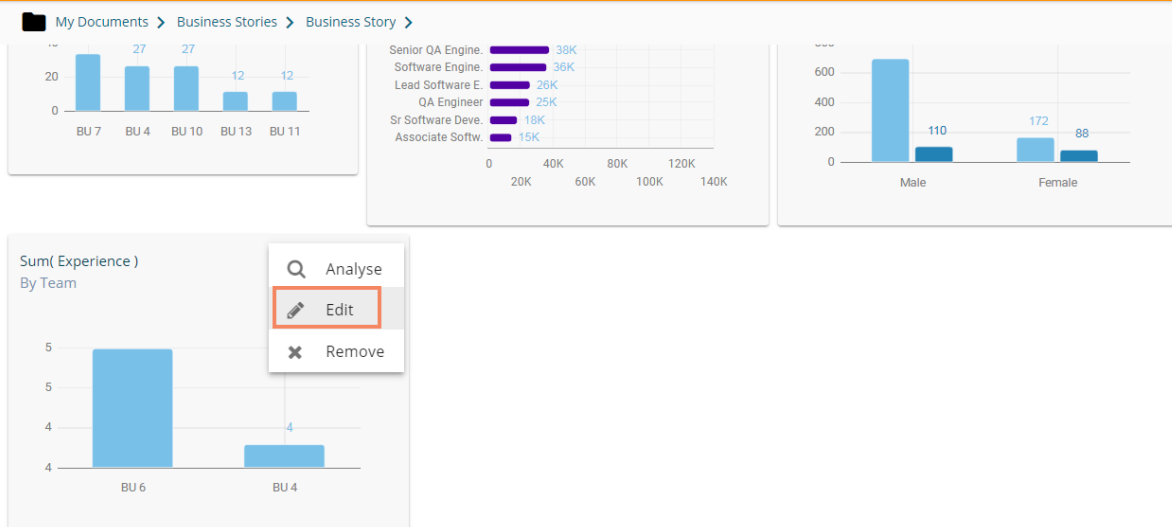 My Documents > Business Stories > Business Story >
27 27
20 12 12
0
BU 7 BU 4 BU 10 BU 13 BU 11
Senior QA Engine. 38K
Software Engine. 36K
Lead Software E. 26K
QA Engineer 25K
Sr Software Deve. 18K
Associate Softw. 15K
0 40K 80K 120K
20K 60K 100K 140K
600
400
200 110 172 88
0
Male Female
Sum( Experience )
By Team
Analyse
Edit
Remove
5
5
4 4
4
BU 6 BU 4